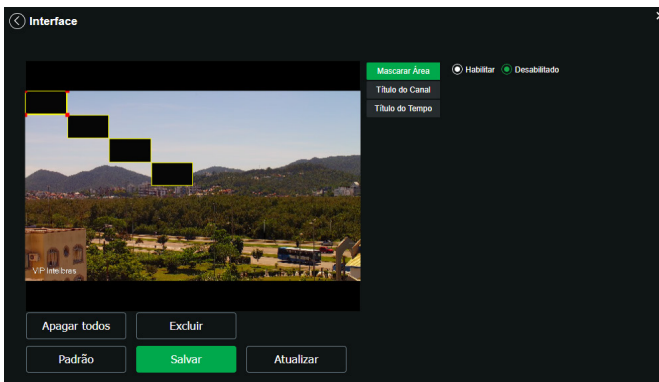 Interface
Mascarar Área
Habilitar
Desabilitado
Título do Canal
Título do Tempo
VIP Intelbras
Apagar todos
Excluir
Padrão
Salvar
Atualizar